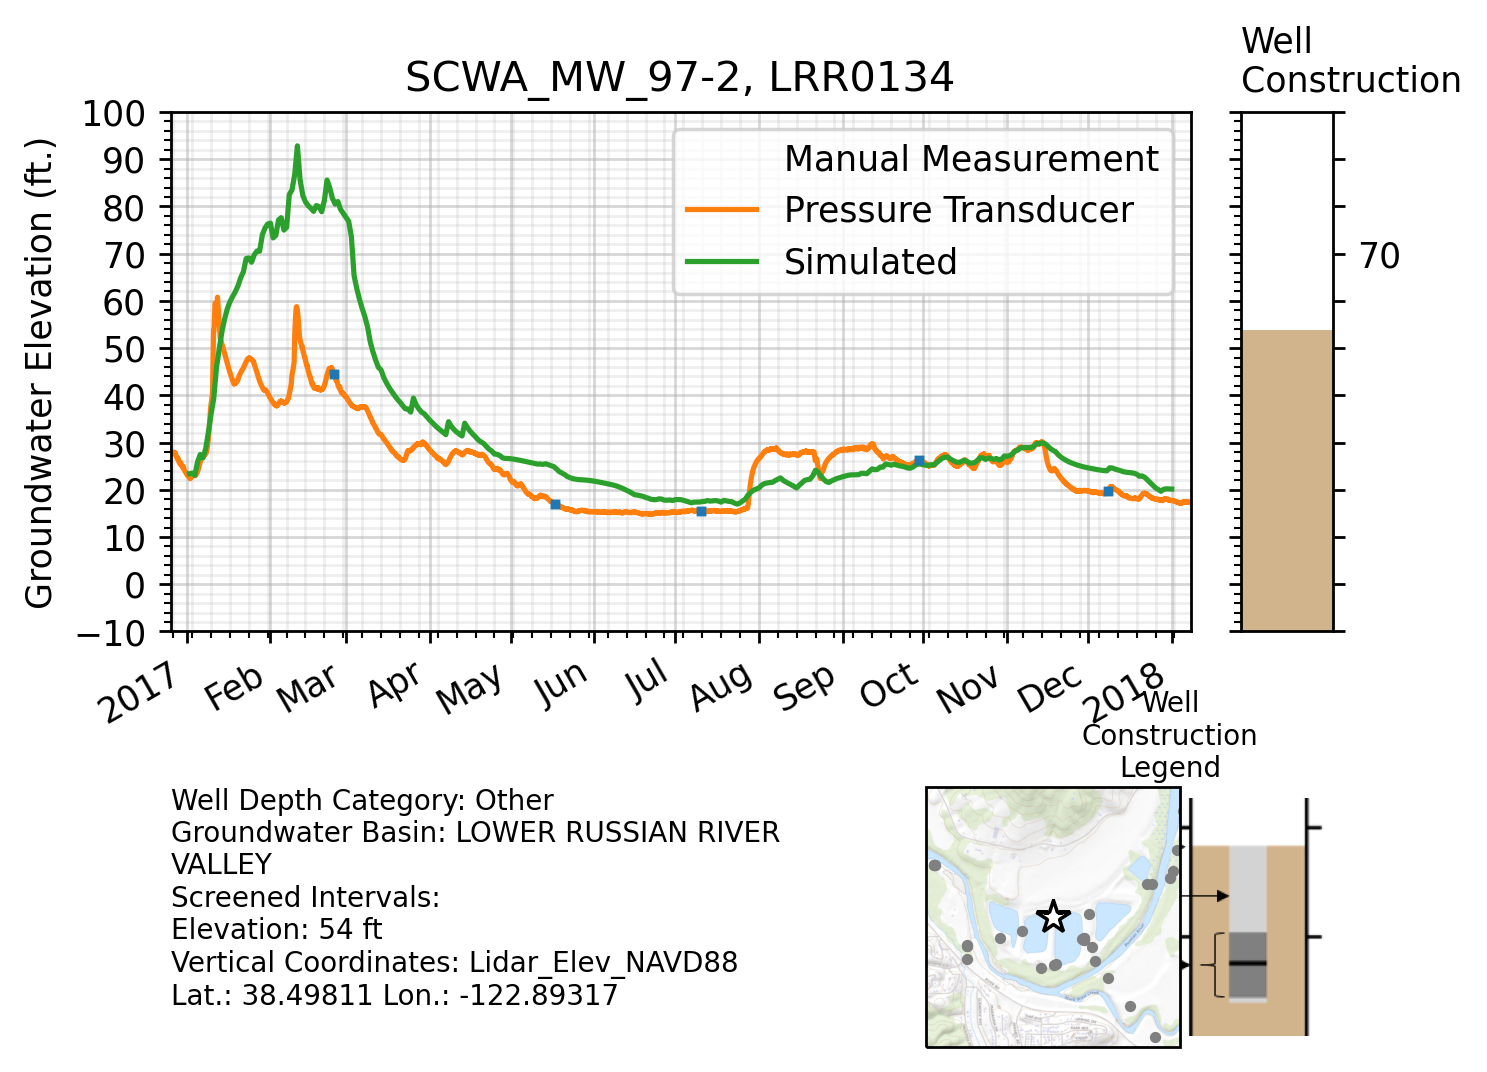 Well
Construction
SCWA_MW_97-2, LRR0134
Groundwater Elevation (ft.)
100
90
80
70
60
50
40
30
20
10
0
−10
Manual Measurement
Pressure Transducer
Simulated
70
2017
Feb
Mar
Apr
May
Jun
Jul
Aug
Sep
Oct
Nov
Dec
2018
Well
Construction
Legend
Well Depth Category: Other
Groundwater Basin: LOWER RUSSIAN RIVER
VALLEY
Screened Intervals:
Elevation: 54 ft
Vertical Coordinates: Lidar_Elev_NAVD88
Lat.: 38.49811 Lon.: -122.89317